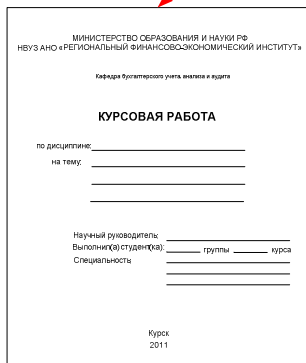 МИНИСТЕРСТВО ОБРАЗОВАНИЯ И НАУКИ РФ
НВУЗ АНО «РЕГИОНАЛЬНЫЙ ФИНАНСОВО-ЭКОНОМИЧЕСКИЙ ИНСТИТУТ»
Кафедра бухгалтерского учета, анализа и аудита
КУРСОВАЯ РАБОТА
по дисциплине:
на тему:
Научный руководитель:
Выполнил(а) студент(ка): группы курса
Специальность:
Курск
2011